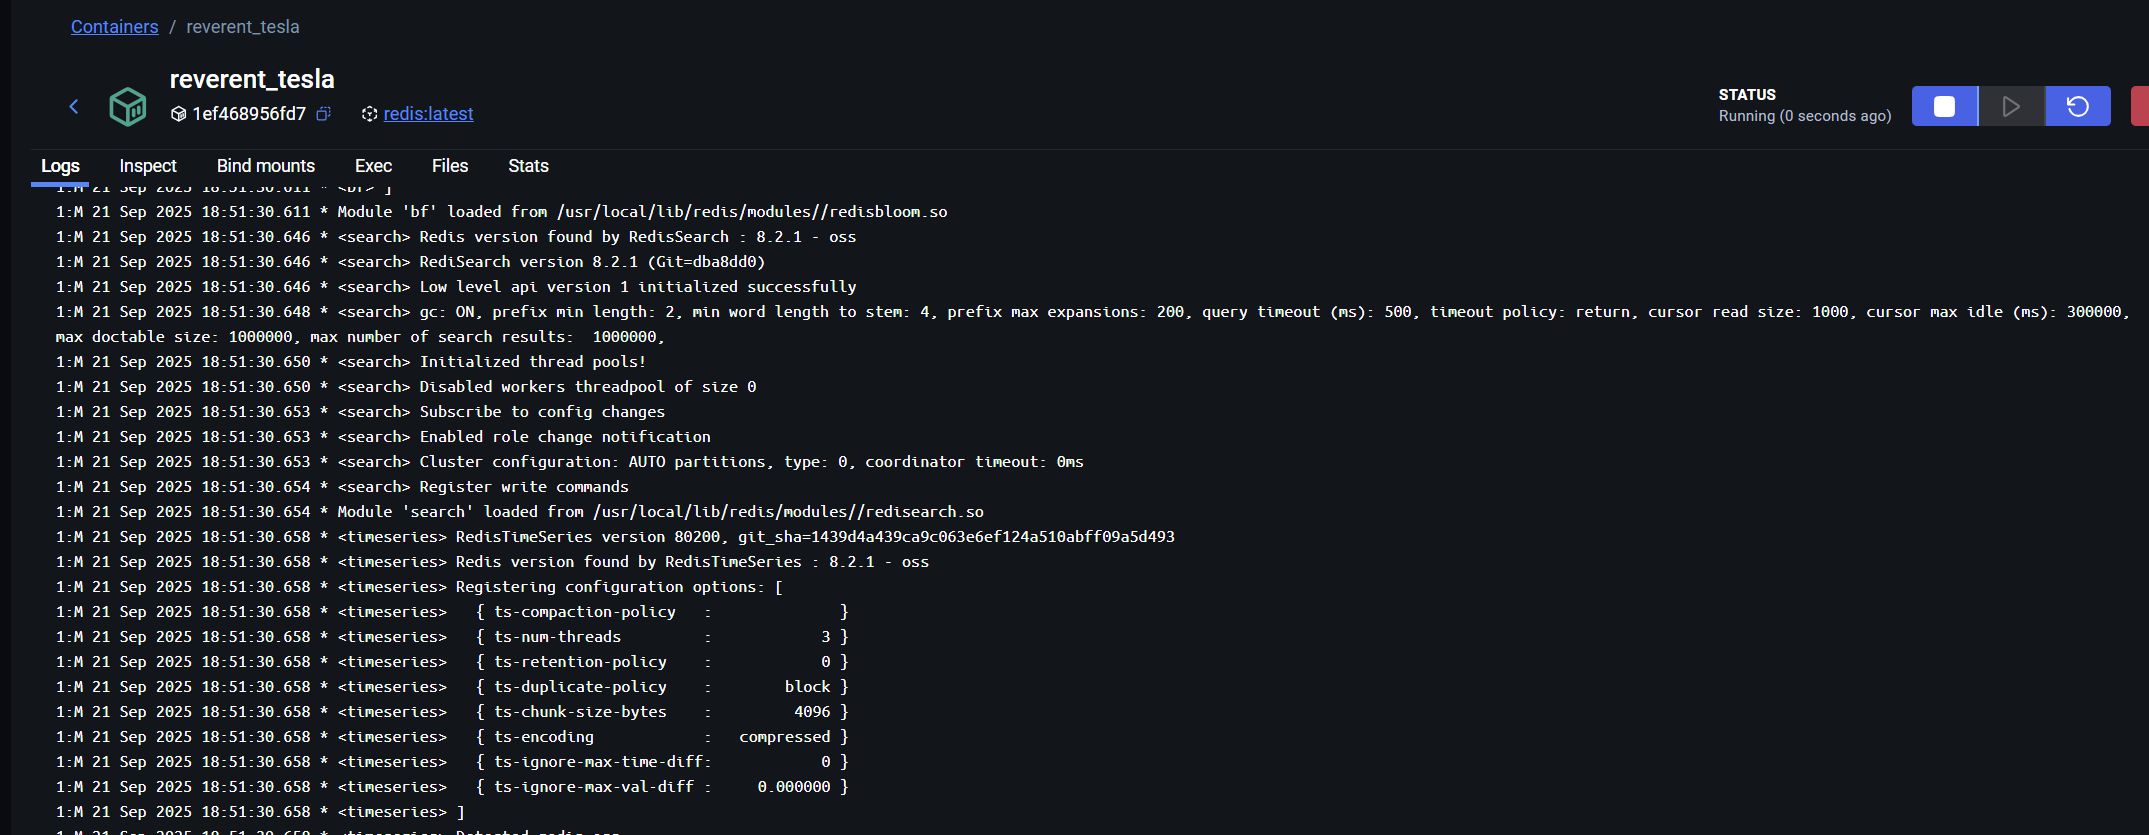 Containers / reverent_tesla
reverent_tesla
1ef468956fd7 redis:latest
STATUS
Running (0 seconds ago)
Logs Inspect Bind mounts Exec Files Stats
1:M 21 Sep 2025 18:51:30.611 * <bf> ]
1:M 21 Sep 2025 18:51:30.611 * Module 'bf' loaded from /usr/local/lib/redis/modules//redisbloom.so
1:M 21 Sep 2025 18:51:30.646 * <search> Redis version found by RedisSearch : 8.2.1 - oss
1:M 21 Sep 2025 18:51:30.646 * <search> RediSearch version 8.2.1 (Git=dba8dd0)
1:M 21 Sep 2025 18:51:30.646 * <search> Low level api version 1 initialized successfully
1:M 21 Sep 2025 18:51:30.648 * <search> gc: ON, prefix min length: 2, min word length to stem: 4, prefix max expansions: 200, query timeout (ms): 500, timeout policy: return, cursor read size: 1000, cursor max idle (ms): 300000,
max doctable size: 1000000, max number of search results:  1000000,
1:M 21 Sep 2025 18:51:30.650 * <search> Initialized thread pools!
1:M 21 Sep 2025 18:51:30.650 * <search> Disabled workers threadpool of size 0
1:M 21 Sep 2025 18:51:30.653 * <search> Subscribe to config changes
1:M 21 Sep 2025 18:51:30.653 * <search> Enabled role change notification
1:M 21 Sep 2025 18:51:30.653 * <search> Cluster configuration: AUTO partitions, type: 0, coordinator timeout: 0ms
1:M 21 Sep 2025 18:51:30.654 * <search> Register write commands
1:M 21 Sep 2025 18:51:30.654 * Module 'search' loaded from /usr/local/lib/redis/modules//redisearch.so
1:M 21 Sep 2025 18:51:30.658 * <timeseries> RedisTimeSeries version 80200, git_sha=1439d4a439ca9c063e6ef124a510abff09a5d493
1:M 21 Sep 2025 18:51:30.658 * <timeseries> Redis version found by RedisTimeSeries : 8.2.1 - oss
1:M 21 Sep 2025 18:51:30.658 * <timeseries> Registering configuration options: [
1:M 21 Sep 2025 18:51:30.658 * <timeseries>   { ts-compaction-policy   :              }
1:M 21 Sep 2025 18:51:30.658 * <timeseries>   { ts-num-threads         :            3 }
1:M 21 Sep 2025 18:51:30.658 * <timeseries>   { ts-retention-policy    :            0 }
1:M 21 Sep 2025 18:51:30.658 * <timeseries>   { ts-duplicate-policy    :        block }
1:M 21 Sep 2025 18:51:30.658 * <timeseries>   { ts-chunk-size-bytes    :         4096 }
1:M 21 Sep 2025 18:51:30.658 * <timeseries>   { ts-encoding            :   compressed }
1:M 21 Sep 2025 18:51:30.658 * <timeseries>   { ts-ignore-max-time-diff:            0 }
1:M 21 Sep 2025 18:51:30.658 * <timeseries>   { ts-ignore-max-val-diff :     0.000000 }
1:M 21 Sep 2025 18:51:30.658 * <timeseries> ]
1:M 21 Sep 2025 18:51:30.658 * <timeseries> Detected redis oss